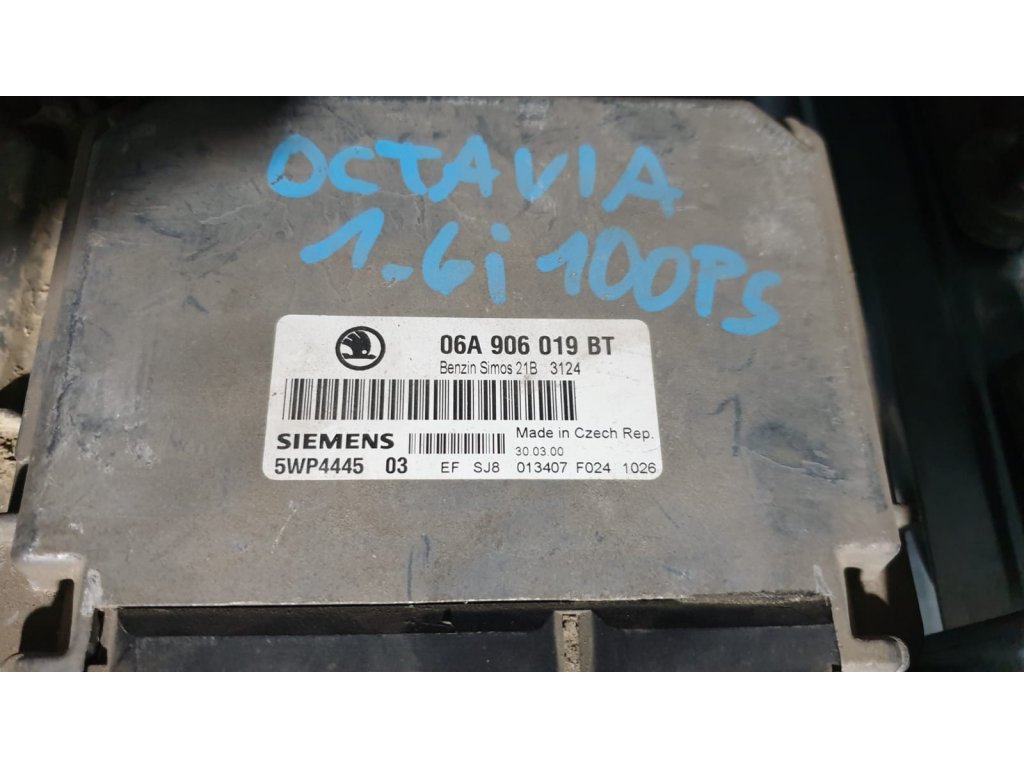 OCTAVIA
1.6i 100PS
06A 906 019 BT
Benzin Simos 21B 3124
SIEMENS
Made in Czech Rep.
30.03.00
5WP4445 03 EF SJ8 013407 F024 1026
1